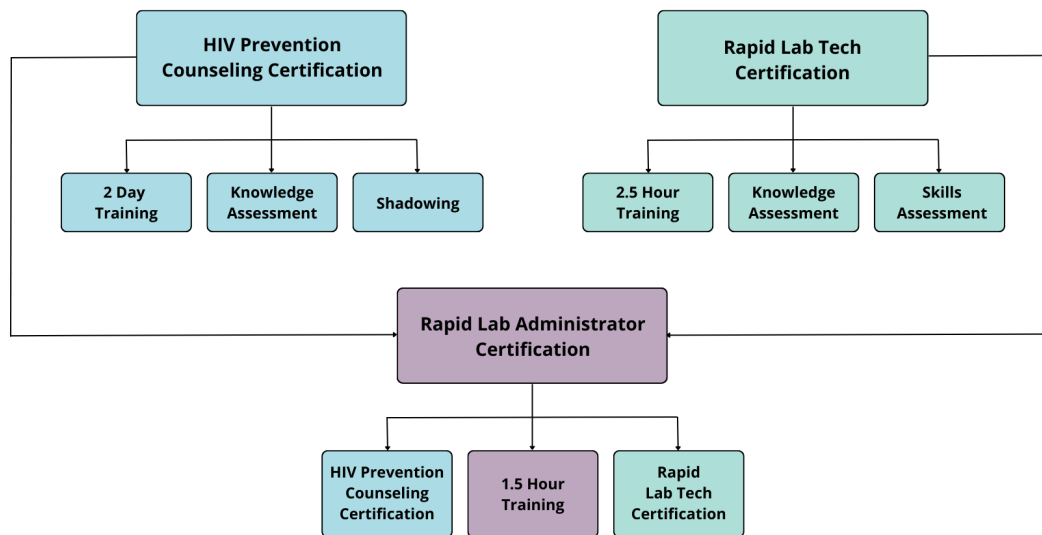 HIV Prevention
Counseling Certification
Rapid Lab Tech
Certification
2 Day
Training
Knowledge
Assessment
Shadowing
2.5 Hour
Training
Knowledge
Assessment
Skills
Assessment
Rapid Lab Administrator
Certification
HIV Prevention
Counseling
Certification
1.5 Hour
Training
Rapid
Lab Tech
Certification